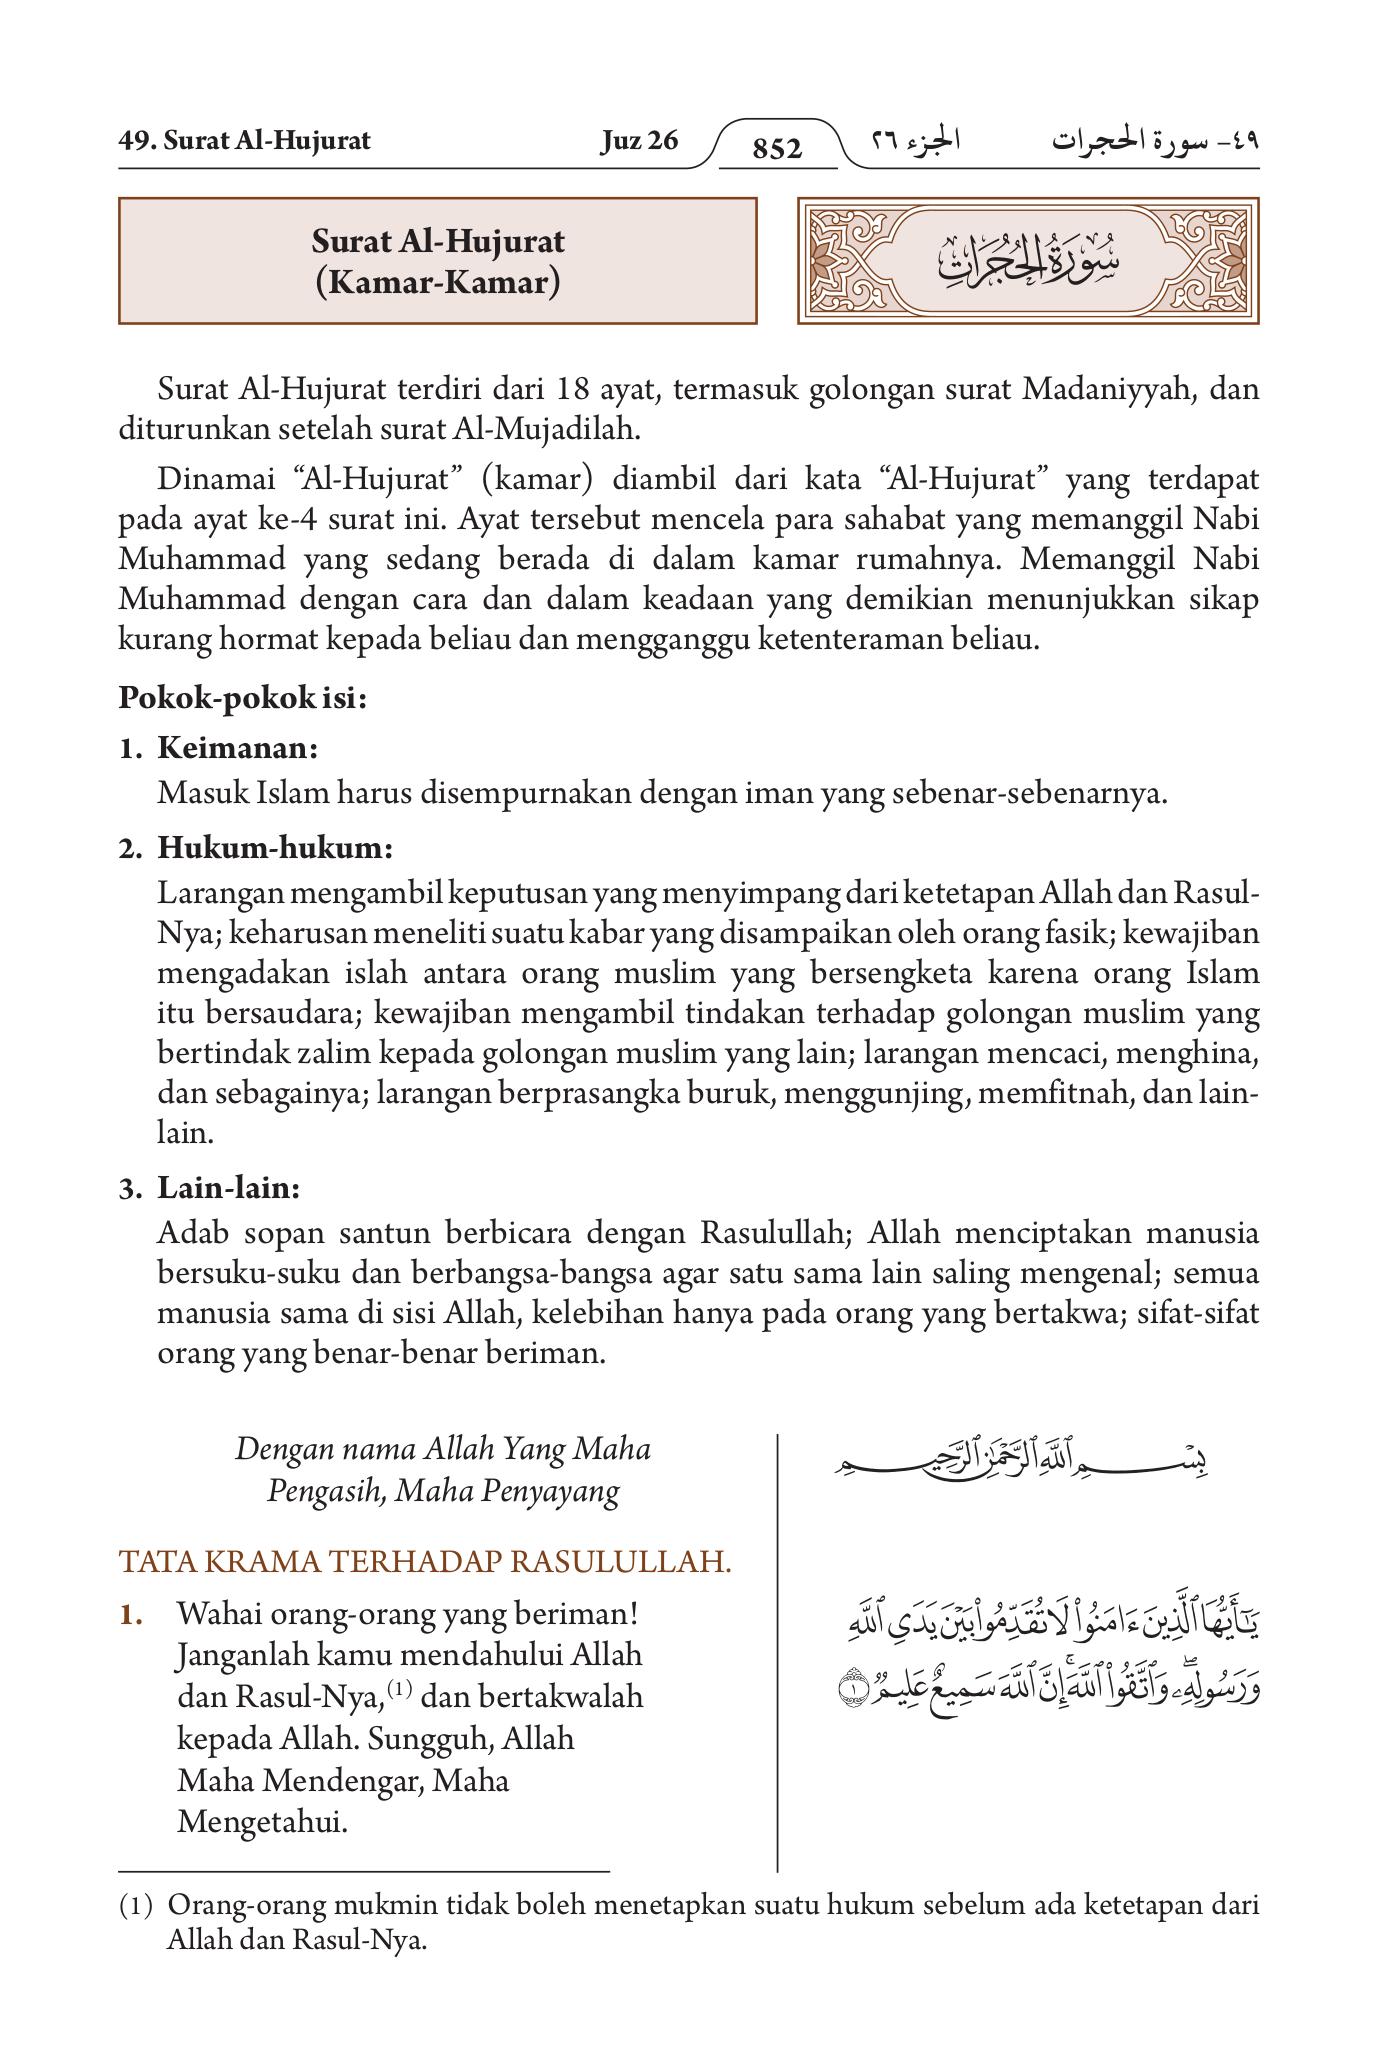 49. Surat Al-Hujurat Juz 26 852 الجزء ٢٦ ٤٩- سورة الحجرات
Surat Al-Hujurat
(Kamar-Kamar)
سُورَةُ الحُجُرَاتِ
Surat Al-Hujurat terdiri dari 18 ayat, termasuk golongan surat Madaniyyah, dan
diturunkan setelah surat Al-Mujadilah.
Dinamai “Al-Hujurat” (kamar) diambil dari kata “Al-Hujurat” yang terdapat
pada ayat ke-4 surat ini. Ayat tersebut mencela para sahabat yang memanggil Nabi
Muhammad yang sedang berada di dalam kamar rumahnya. Memanggil Nabi
Muhammad dengan cara dan dalam keadaan yang demikian menunjukkan sikap
kurang hormat kepada beliau dan mengganggu ketenteraman beliau.
Pokok-pokok isi:
1. Keimanan:
Masuk Islam harus disempurnakan dengan iman yang sebenar-sebenarnya.
2. Hukum-hukum:
Larangan mengambil keputusan yang menyimpang dari ketetapan Allah dan Rasul-
Nya; keharusan meneliti suatu kabar yang disampaikan oleh orang fasik; kewajiban
mengadakan islah antara orang muslim yang bersengketa karena orang Islam
itu bersaudara; kewajiban mengambil tindakan terhadap golongan muslim yang
bertindak zalim kepada golongan muslim yang lain; larangan mencaci, menghina,
dan sebagainya; larangan berprasangka buruk, menggunjing, memfitnah, dan lain-
lain.
3. Lain-lain:
Adab sopan santun berbicara dengan Rasulullah; Allah menciptakan manusia
bersuku-suku dan berbangsa-bangsa agar satu sama lain saling mengenal; semua
manusia sama di sisi Allah, kelebihan hanya pada orang yang bertakwa; sifat-sifat
orang yang benar-benar beriman.
Dengan nama Allah Yang Maha
Pengasih, Maha Penyayang
TATA KRAMA TERHADAP RASULULLAH.
1. Wahai orang-orang yang beriman!
Janganlah kamu mendahului Allah
dan Rasul-Nya,(1) dan bertakwalah
kepada Allah. Sungguh, Allah
Maha Mendengar, Maha
Mengetahui.
بِسْمِ ٱللَّهِ ٱلرَّحْمَٰنِ ٱلرَّحِيمِ
يَٰٓأَيُّهَا ٱلَّذِينَ ءَامَنُوا۟ لَا تُقَدِّمُوا۟ بَيْنَ يَدَىِ ٱللَّهِ
وَرَسُولِهِۦ ۖ وَٱتَّقُوا۟ ٱللَّهَ ۚ إِنَّ ٱللَّهَ سَمِيعٌ عَلِيمٌ ١
(1) Orang-orang mukmin tidak boleh menetapkan suatu hukum sebelum ada ketetapan dari
Allah dan Rasul-Nya.